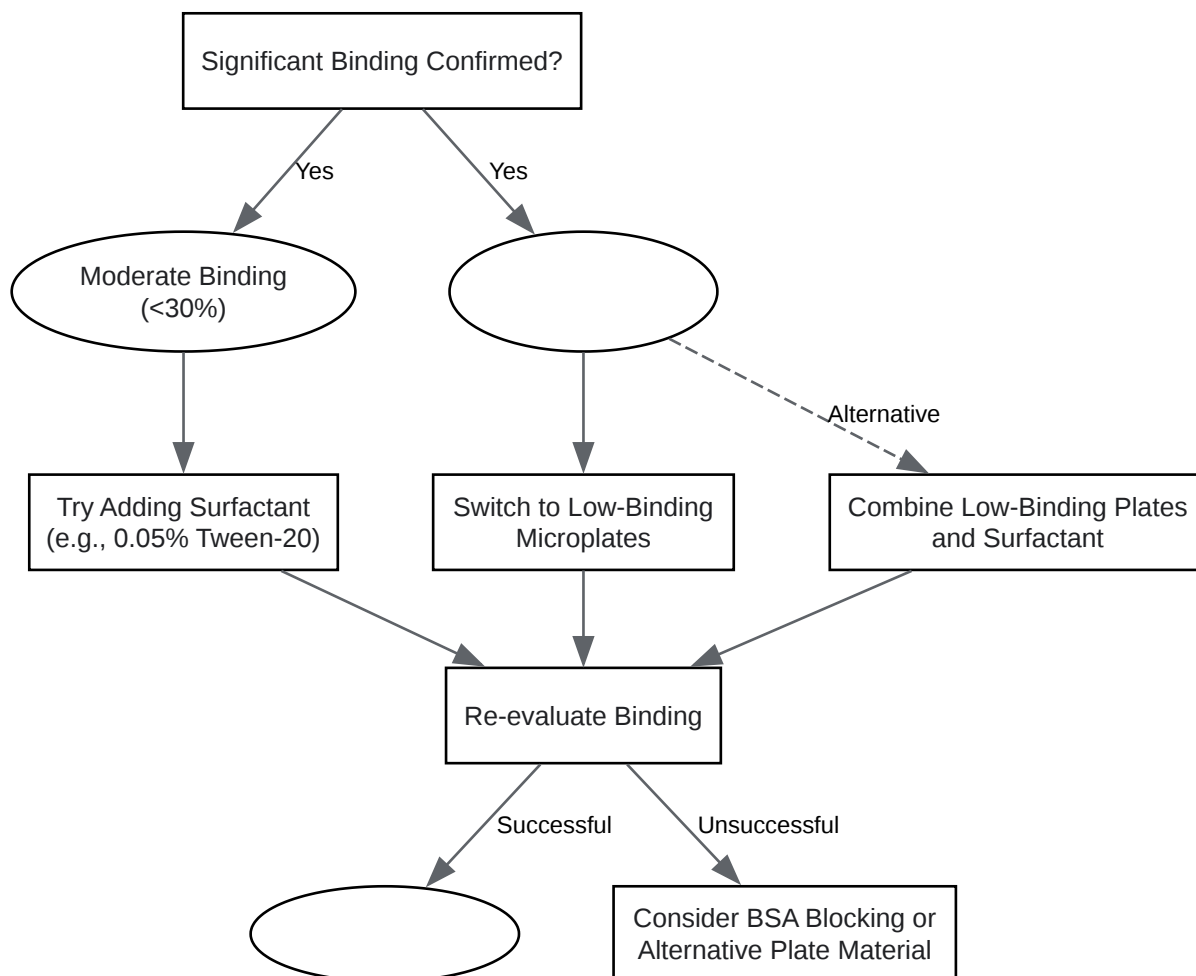 Significant Binding Confirmed?
Yes
Yes
Moderate Binding
(<30%)
Alternative
Try Adding Surfactant
(e.g., 0.05% Tween-20)
Switch to Low-Binding
Microplates
Combine Low-Binding Plates
and Surfactant
Re-evaluate Binding
Successful
Unsuccessful
Consider BSA Blocking or
Alternative Plate Material